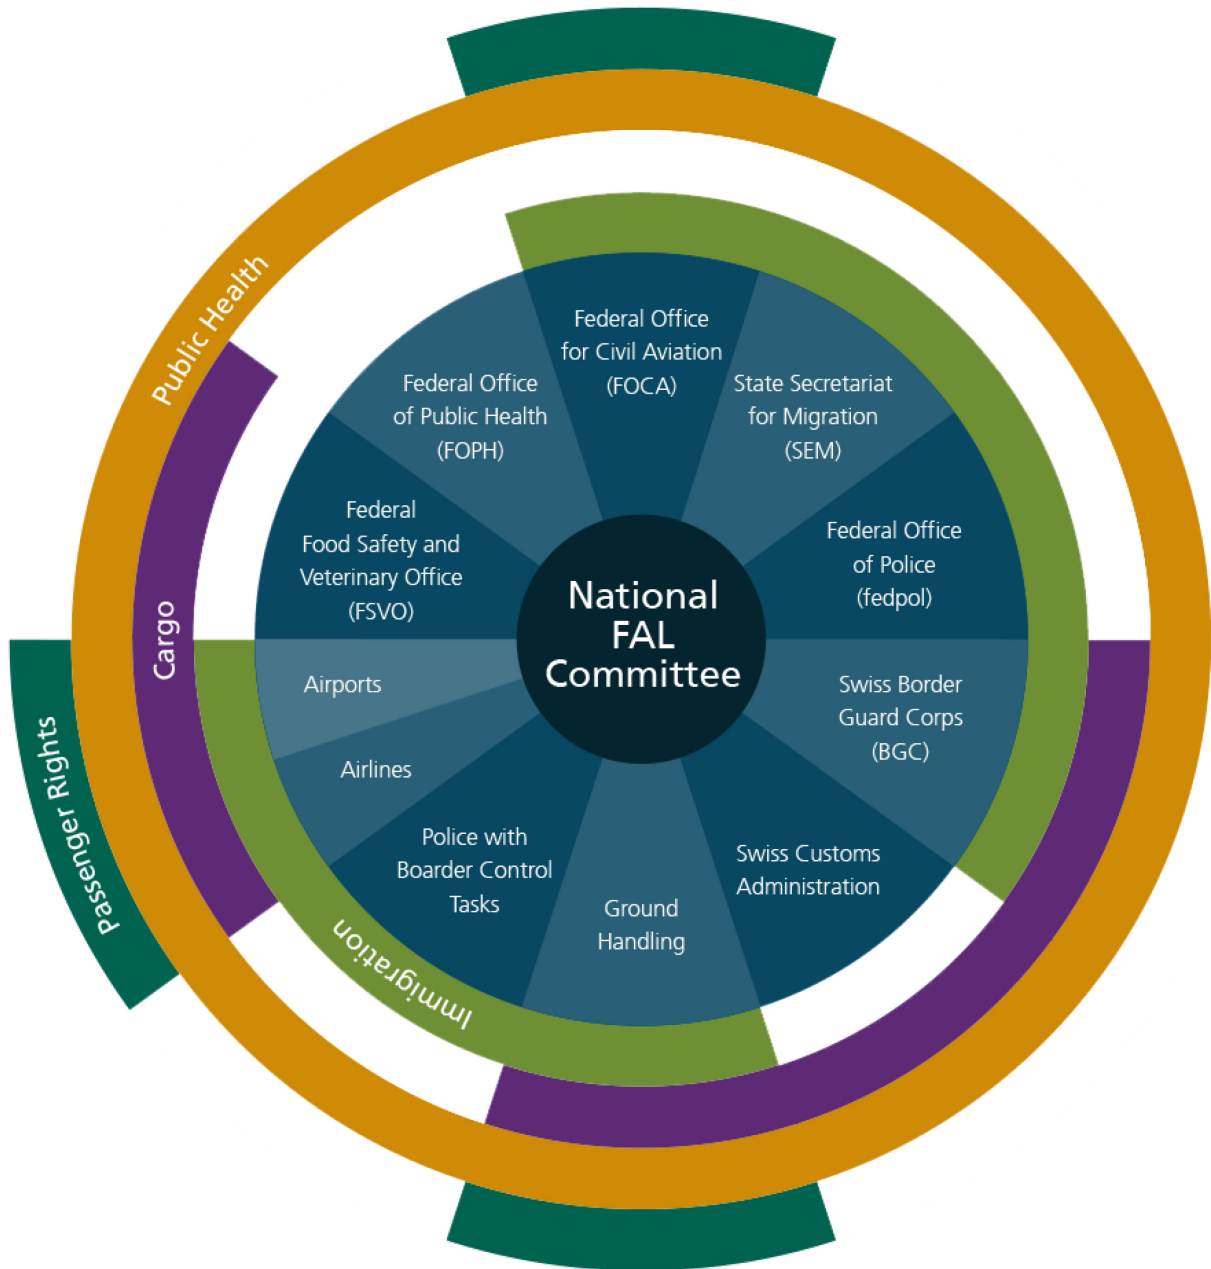 Public Health
Cargo
Passenger Rights
Immigration
Federal Office
for Civil Aviation
(FOCA)
State Secretariat
for Migration
(SEM)
Federal Office
of Police
(fedpol)
Swiss Border
Guard Corps
(BGC)
Swiss Customs
Administration
Ground
Handling
Police with
Boarder Control
Tasks
Airlines
Airports
Federal
Food Safety and
Veterinary Office
(FSVO)
Federal Office
of Public Health
(FOPH)
National
FAL
Committee